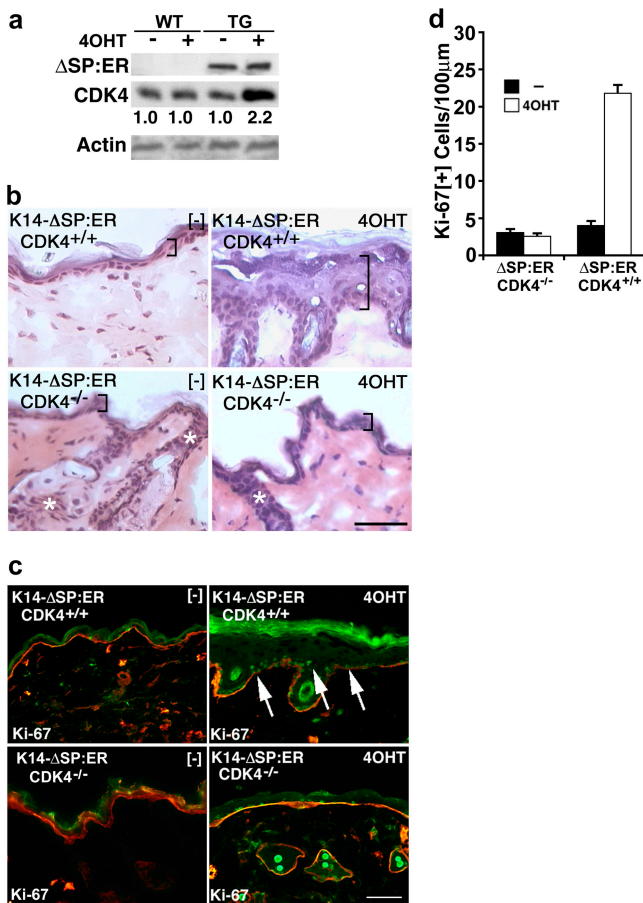 a
WT TG
4OHT - + - +
ΔSP:ER
CDK4
1.0 1.0 1.0 2.2
Actin
b
K14-ΔSP:ER [-]
CDK4+/+
K14-ΔSP:ER 4OHT
CDK4+/+
K14-ΔSP:ER [-]
CDK4-/-
*
*
K14-ΔSP:ER 4OHT
CDK4-/-
*
c
K14-ΔSP:ER [-]
CDK4+/+
Ki-67
K14-ΔSP:ER 4OHT
CDK4+/+
K14-ΔSP:ER [-]
CDK4-/-
Ki-67
K14-ΔSP:ER 4OHT
CDK4-/-
Ki-67
d
Ki-67[+] Cells/100μm
30
25
20
15
10
5
0
–
4OHT
ΔSP:ER
CDK4-/-
ΔSP:ER
CDK4+/+